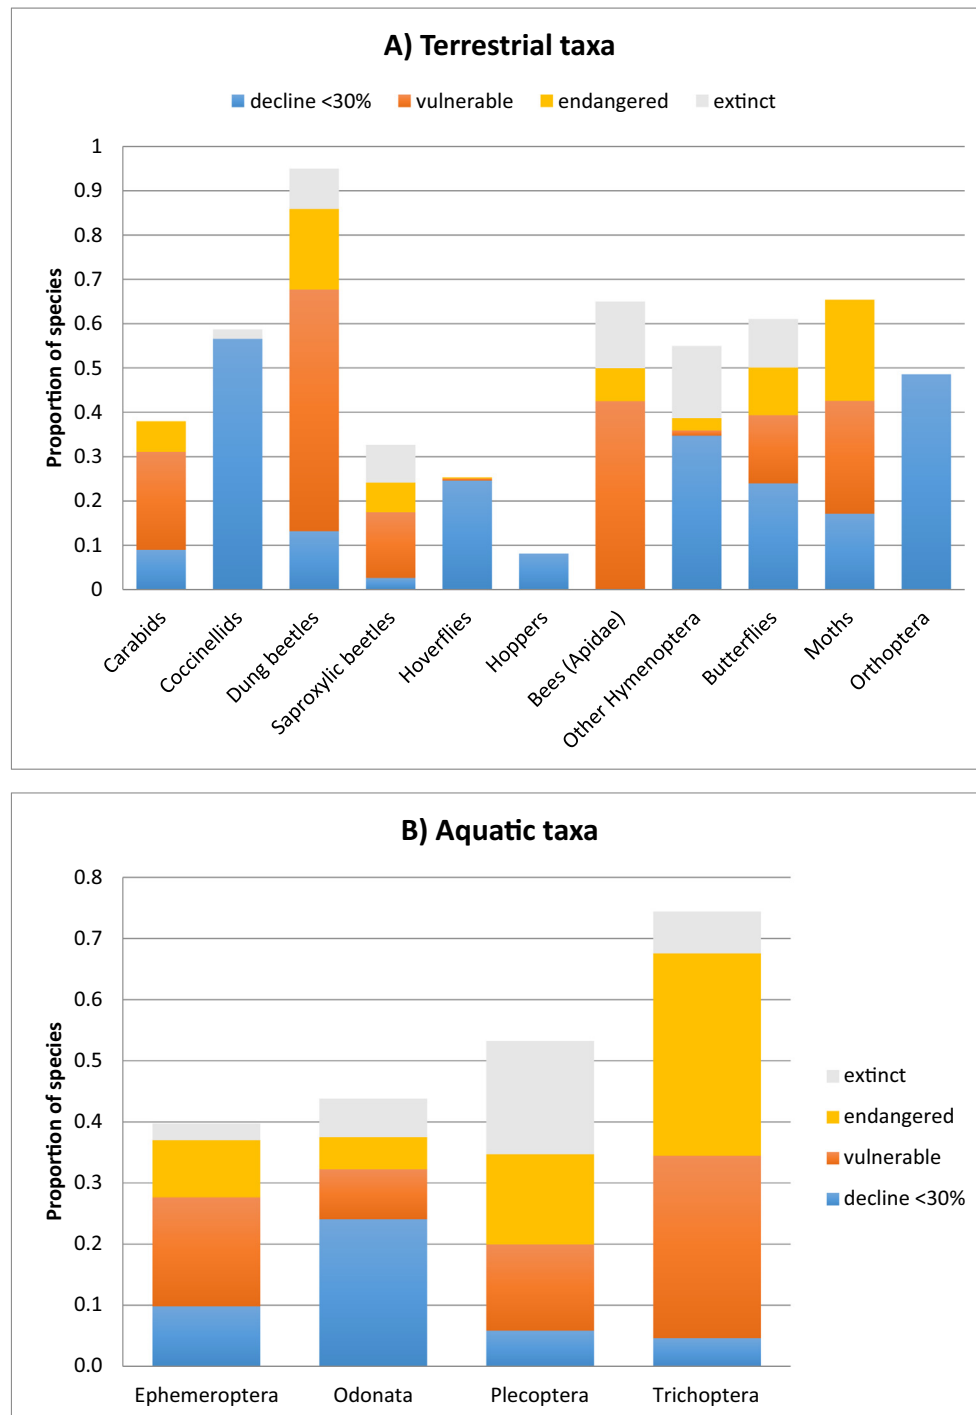 A) Terrestrial taxa
decline <30% vulnerable endangered extinct
Proportion of species
1
0.9
0.8
0.7
0.6
0.5
0.4
0.3
0.2
0.1
0
Carabids
Coccinellids
Dung beetles
Saproxylic beetles
Hoverflies
Hoppers
Bees (Apidae)
Other Hymenoptera
Butterflies
Moths
Orthoptera
B) Aquatic taxa
Proportion of species
0.8
0.7
0.6
0.5
0.4
0.3
0.2
0.1
0.0
extinct
endangered
vulnerable
decline <30%
Ephemeroptera Odonata Plecoptera Trichoptera